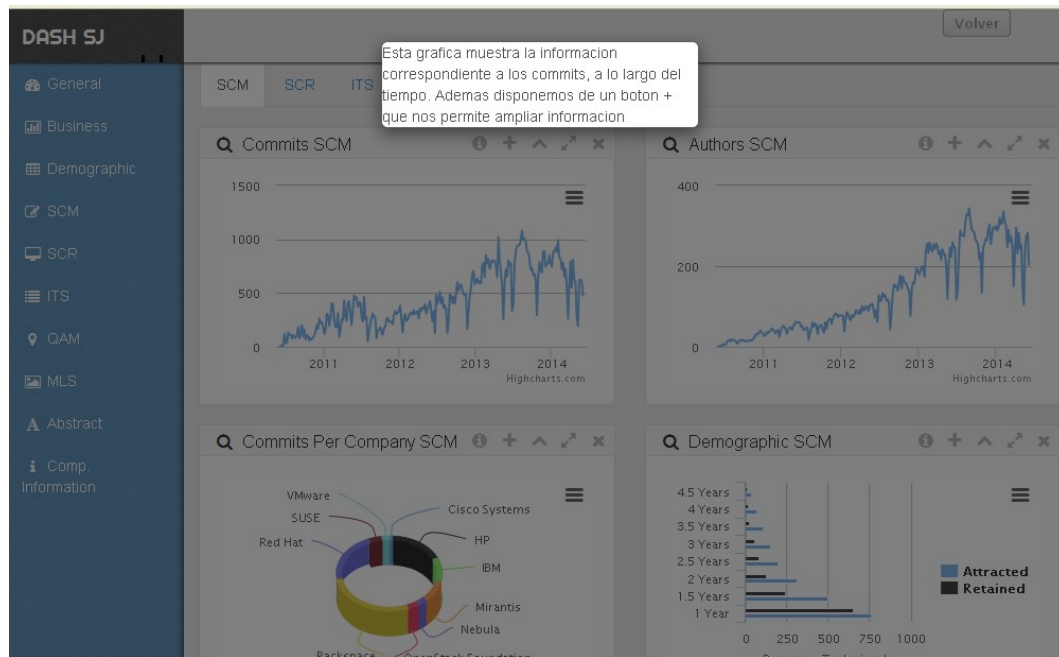 Volver
DASH SJ
Esta grafica muestra la informacion
correspondiente a los commits, a lo largo del
tiempo. Ademas disponemos de un boton +
que nos permite ampliar informacion
General
Business
Demographic
SCM
SCR
ITS
QAM
MLS
Abstract
Comp.
Information
SCM SCR ITS
Commits SCM
1500
1000
500
0
2011 2012 2013 2014
Highcharts.com
Authors SCM
400
200
0
2011 2012 2013 2014
Highcharts.com
Commits Per Company SCM
VMware
SUSE
Red Hat
Cisco Systems
HP
IBM
Mirantis
Nebula
OpenStack Foundation
Rackspace
Demographic SCM
4.5 Years
4 Years
3.5 Years
3 Years
2.5 Years
2 Years
1.5 Years
1 Year
0 250 500 750 1000
Attracted
Retained